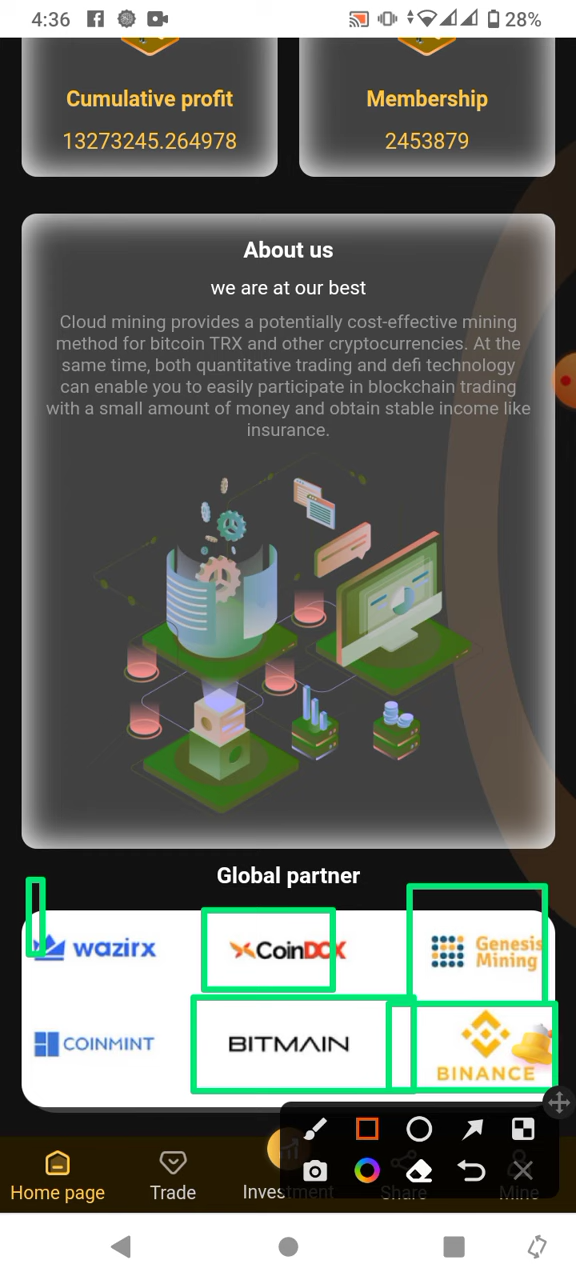 4:36
28%
Cumulative profit
13273245.264978
Membership
2453879
About us
we are at our best
Cloud mining provides a potentially cost-effective mining
method for bitcoin TRX and other cryptocurrencies. At the
same time, both quantitative trading and defi technology
can enable you to easily participate in blockchain trading
with a small amount of money and obtain stable income like
insurance.
Global partner
wazirx
CoinDCX
Genesis
Mining
COINMINT
BITMAIN
BINANCE
Home page
Trade
Investment
Share
Mine